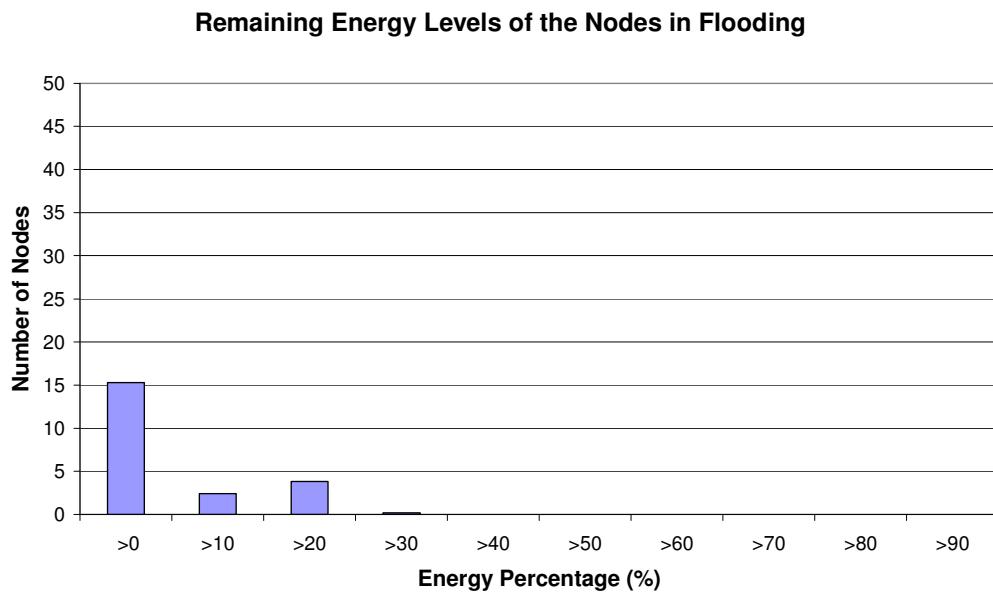 Remaining Energy Levels of the Nodes in Flooding
50
45
40
35
30
25
20
15
10
5
0
Number of Nodes
>0 >10 >20 >30 >40 >50 >60 >70 >80 >90
Energy Percentage (%)